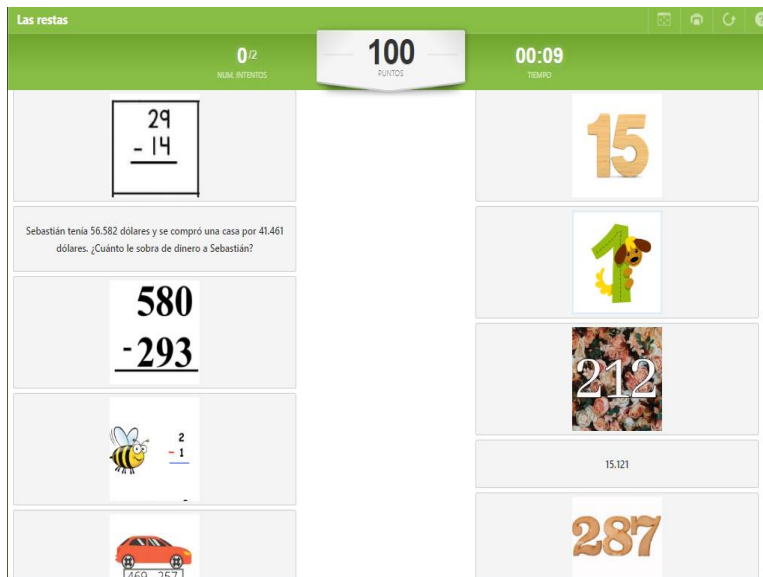 Las restas
0/2
NUM. INTENTOS
100
PUNTOS
00:09
TIEMPO
29
- 14
Sebastián tenía 56.582 dólares y se compró una casa por 41.461
dólares. ¿Cuánto le sobra de dinero a Sebastián?
580
-293
2
- 1
469 - 257
15
1
212
15.121
287